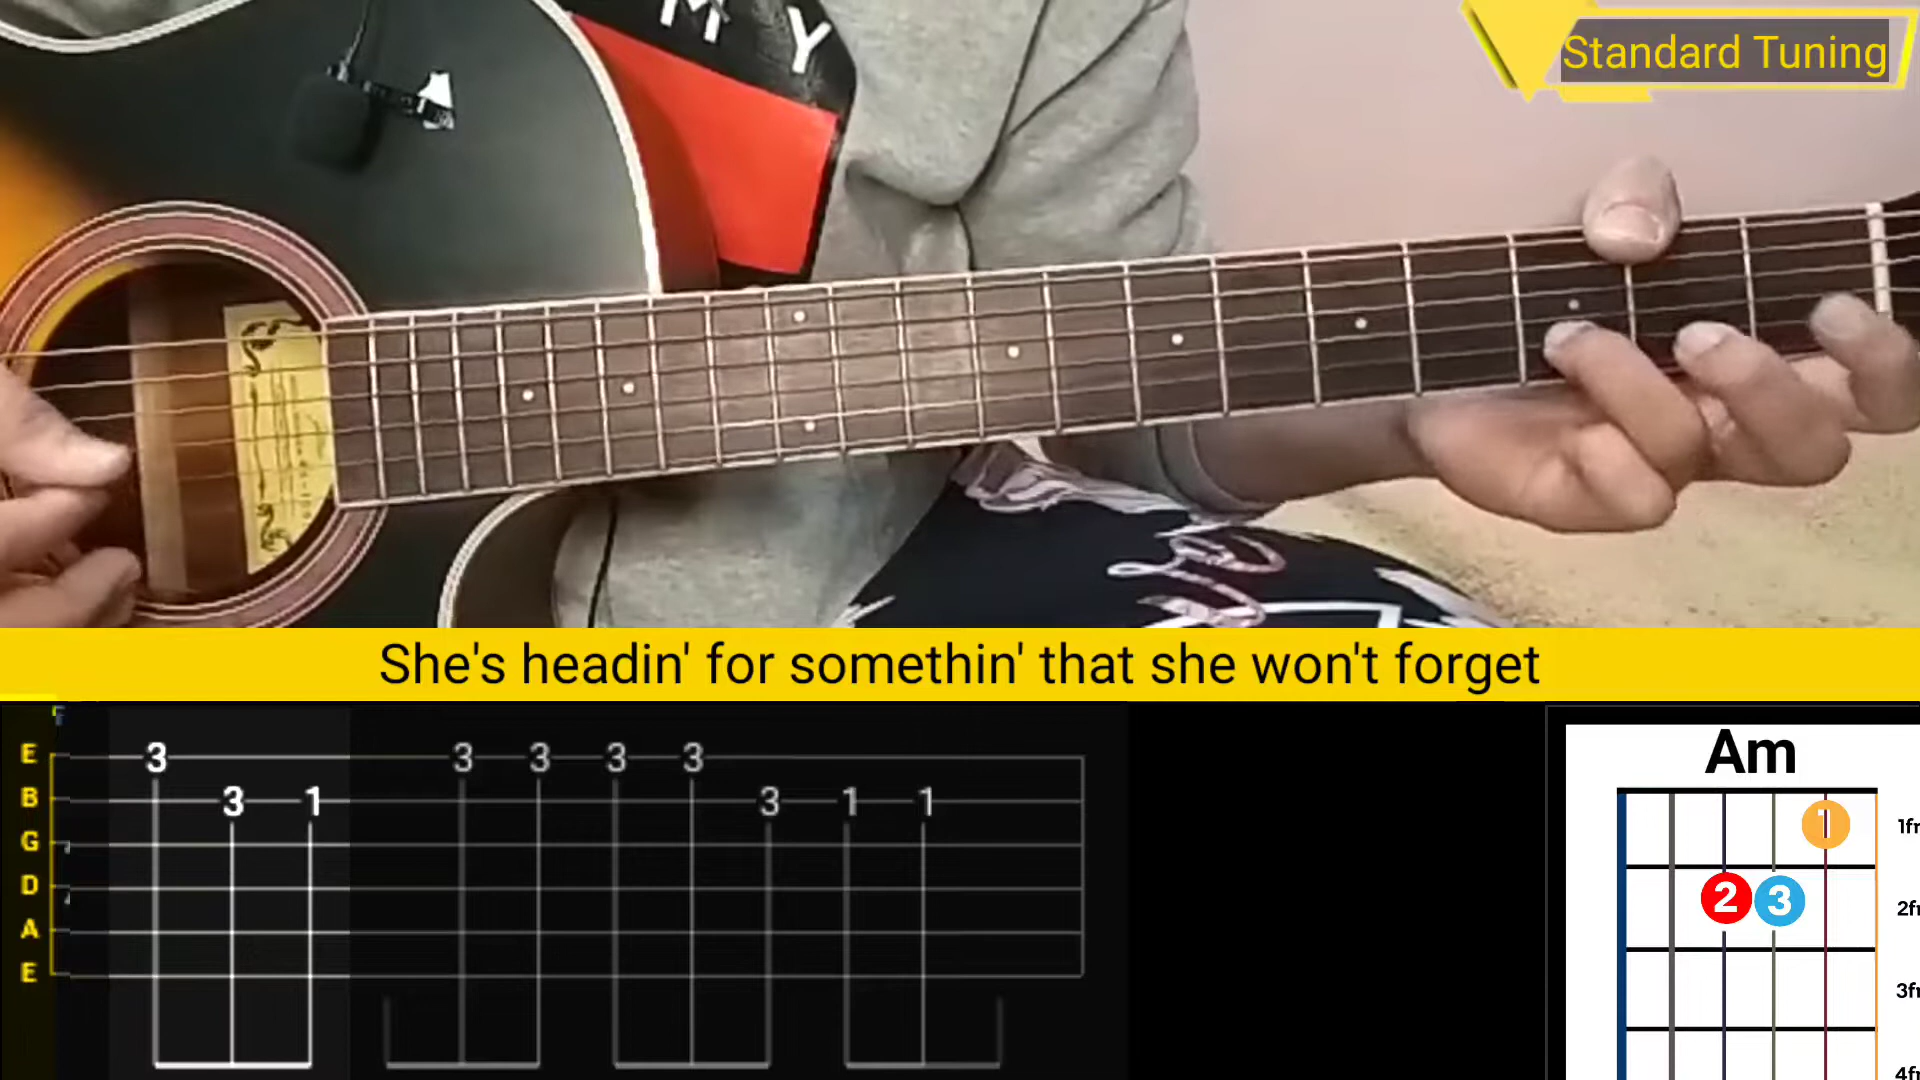 M Y
Standard Tuning
She's headin' for somethin' that she won't forget
E 3 3 3 3 3
B 3 1 3 1 1
G
D
A
E
Am
1
1fr
2 3
2fr
3fr
4fr